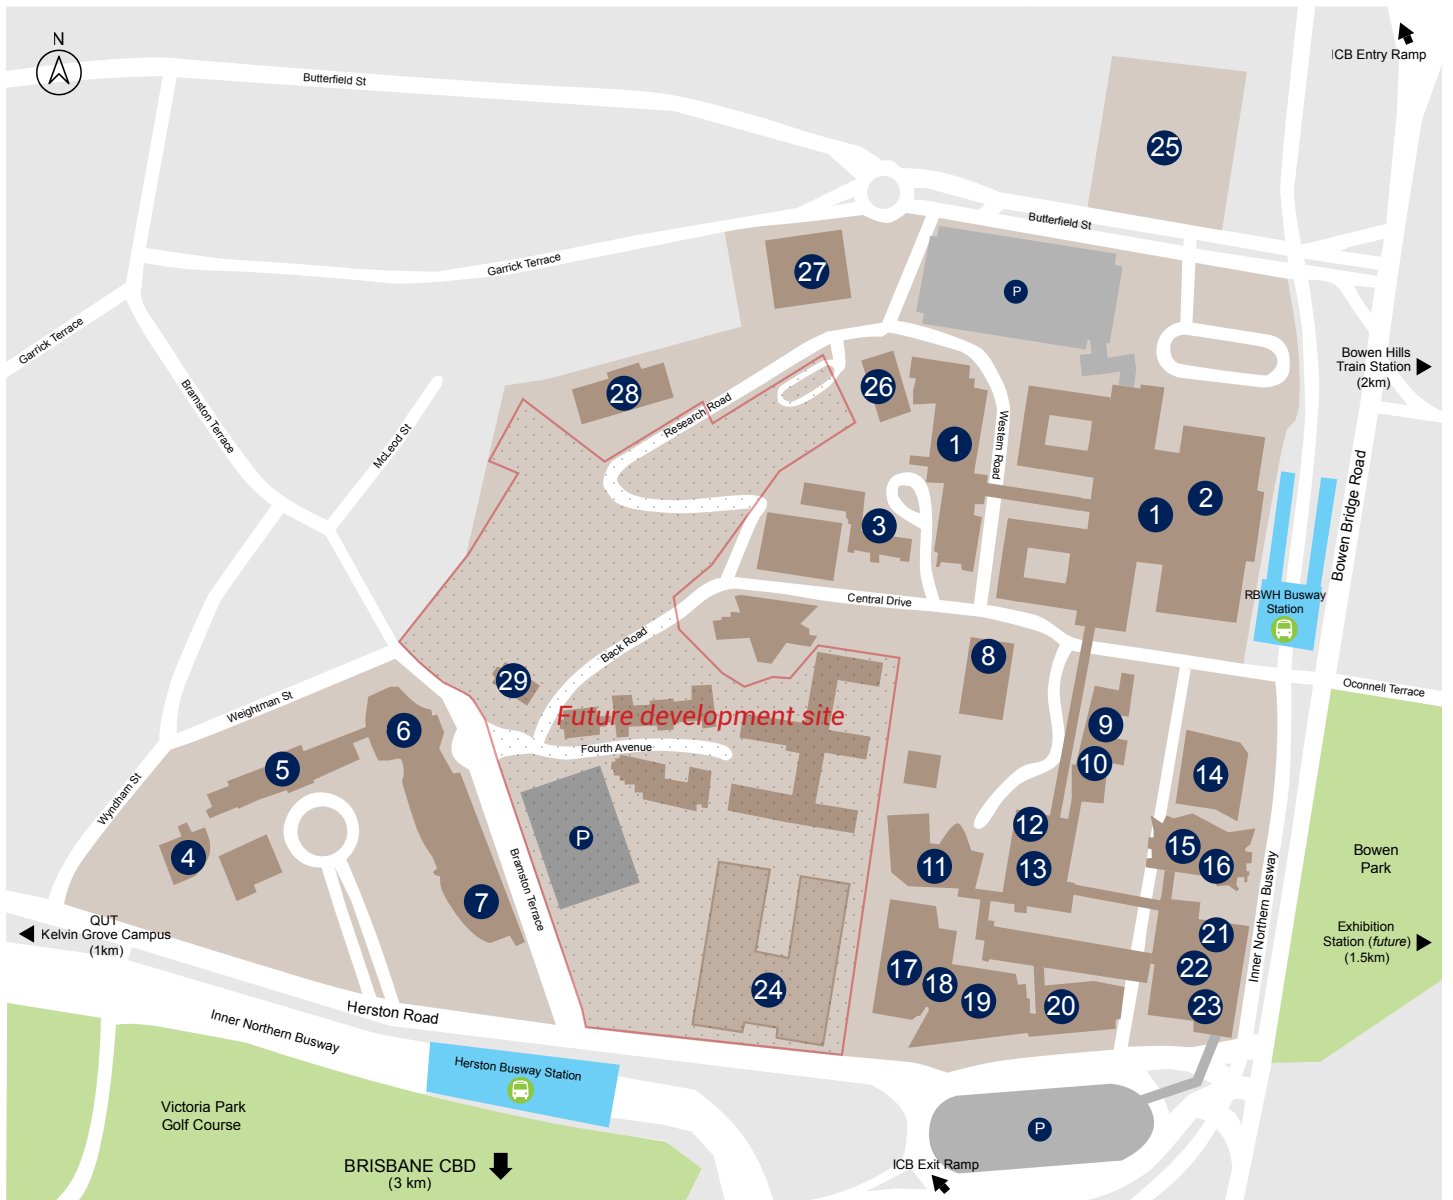 N
ICB Entry Ramp
Butterfield St
25
Butterfield St
Garrick Terrace
27
P
Garrick Terrace
Bowen Hills
Train Station
(2km)
Bramston Terrace
28
26
Research Road
McLeod St
Western Road
1
Bowen Bridge Road
2
1
3
RBWH Busway
Station
Central Drive
Back Road
8
29
Oconnell Terrace
Weightman St
Future development site
6
9
Fourth Avenue
5
10
14
Wyndham St
P
12
15
16
Bowen
Park
4
11
13
Bramston Terrace
7
Inner Northern Busway
QUT
Kelvin Grove Campus
(1km)
21
Exhibition
Station (future)
(1.5km)
17
22
18
24
19
20
23
Herston Road
Inner Northern Busway
Herston Busway Station
Victoria Park
Golf Course
P
BRISBANE CBD
(3 km)
ICB Exit Ramp